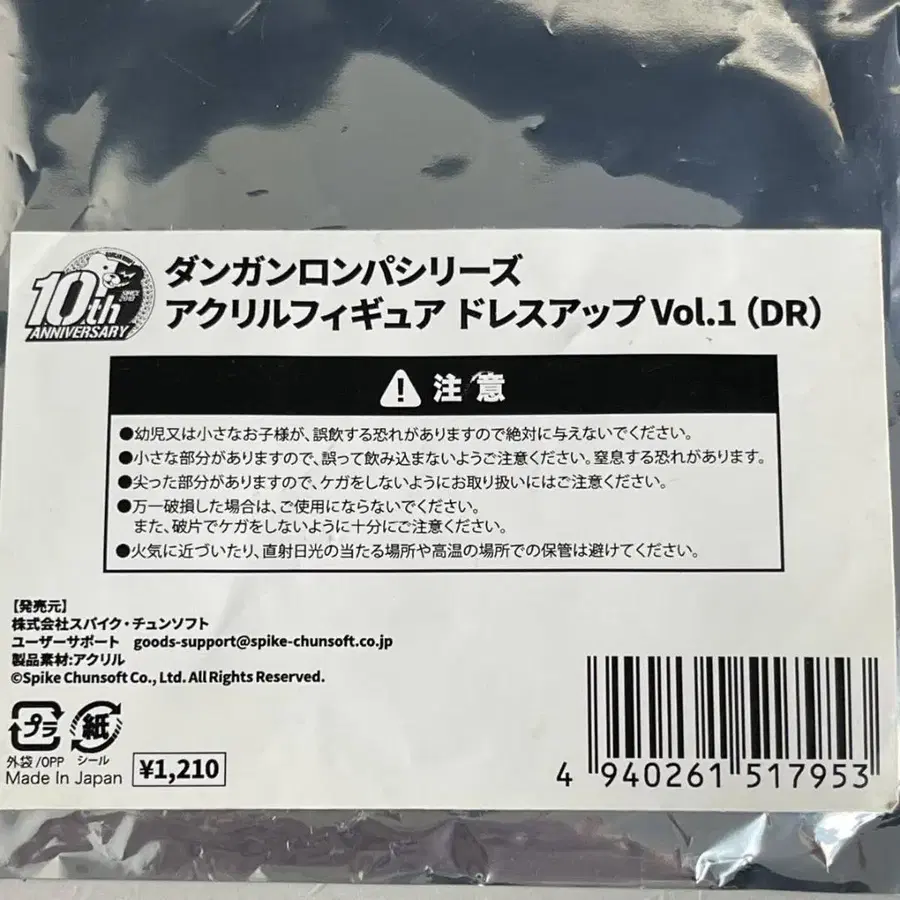 10th
SINCE 2010
ANNIVERSARY
ダンガンロンパシリーズ
アクリルフィギュア ドレスアップ Vol.1（DR）
注意
●幼児又は小さなお子様が、誤飲する恐れがありますので絶対に与えないでください。
●小さな部分がありますので、誤って飲み込まないようご注意ください。窒息する恐れがあります。
●尖った部分がありますので、ケガをしないようにお取り扱いにはご注意ください。
●万一破損した場合は、ご使用にならないでください。
また、破片でケガをしないように十分にご注意ください。
●火気に近づいたり、直射日光の当たる場所や高温の場所での保管は避けてください。
【発売元】
株式会社スパイク・チュンソフト
ユーザーサポート goods-support@spike-chunsoft.co.jp
製品素材:アクリル
©Spike Chunsoft Co., Ltd. All Rights Reserved.
プラ 紙
外袋/OPP シール
Made In Japan ¥1,210
4 940261 517953